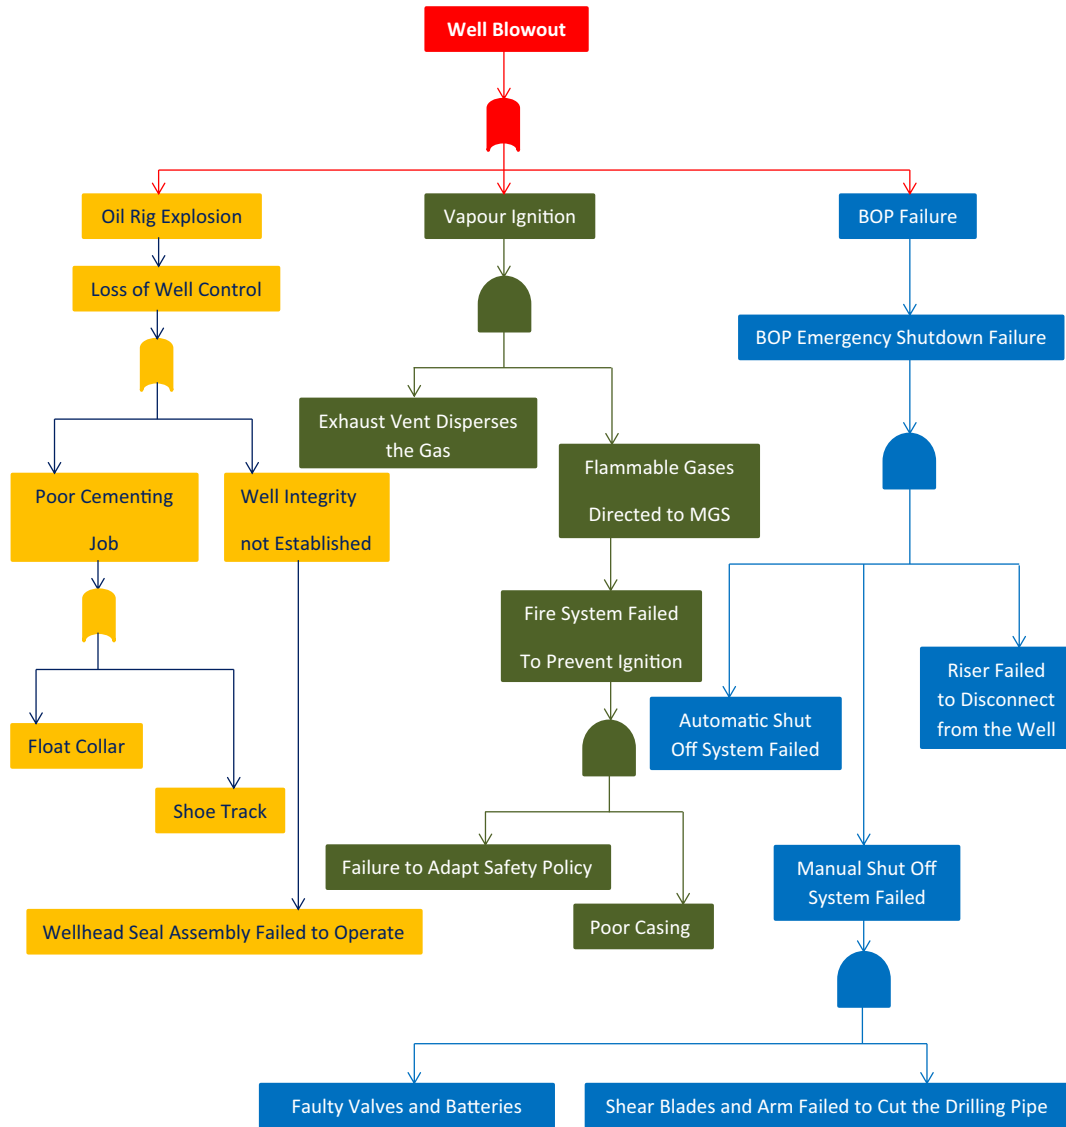 Well Blowout
Oil Rig Explosion
Vapour Ignition
BOP Failure
Loss of Well Control
BOP Emergency Shutdown Failure
Exhaust Vent Disperses
the Gas
Flammable Gases
Directed to MGS
Poor Cementing
Job
Well Integrity
not Established
Fire System Failed
To Prevent Ignition
Riser Failed
to Disconnect
from the Well
Automatic Shut
Off System Failed
Float Collar
Shoe Track
Failure to Adapt Safety Policy
Manual Shut Off
System Failed
Wellhead Seal Assembly Failed to Operate
Poor Casing
Faulty Valves and Batteries
Shear Blades and Arm Failed to Cut the Drilling Pipe